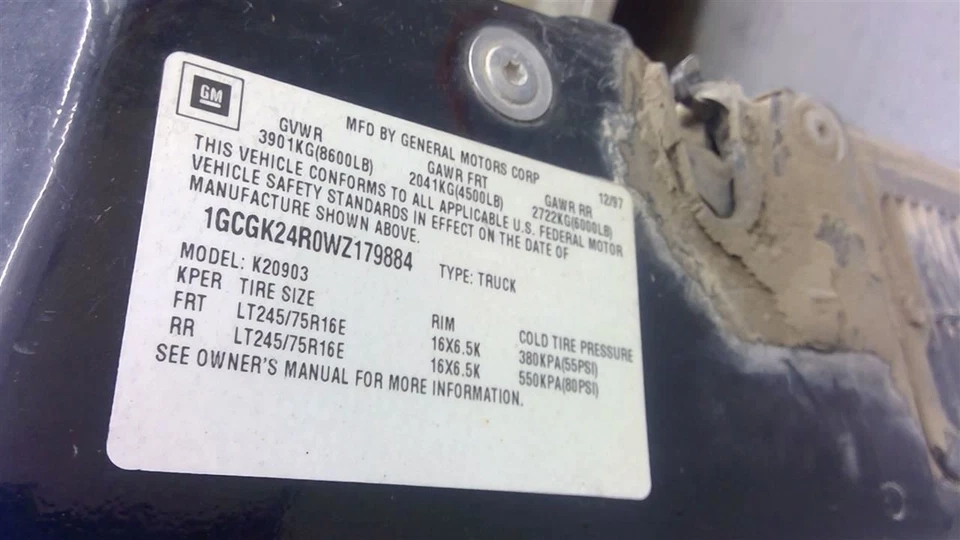 GM
MFD BY GENERAL MOTORS CORP 12/97
GVWR GAWR FRT GAWR RR
3901KG(8600LB) 2041KG(4500LB) 2722KG(6000LB)
THIS VEHICLE CONFORMS TO ALL APPLICABLE U.S. FEDERAL MOTOR
VEHICLE SAFETY STANDARDS IN EFFECT ON THE DATE OF
MANUFACTURE SHOWN ABOVE.
1GCGK24R0WZ179884 TYPE: TRUCK
MODEL: K20903
KPER TIRE SIZE RIM COLD TIRE PRESSURE
FRT LT245/75R16E 16X6.5K 380KPA(55PSI)
RR LT245/75R16E 16X6.5K 550KPA(80PSI)
SEE OWNER'S MANUAL FOR MORE INFORMATION.